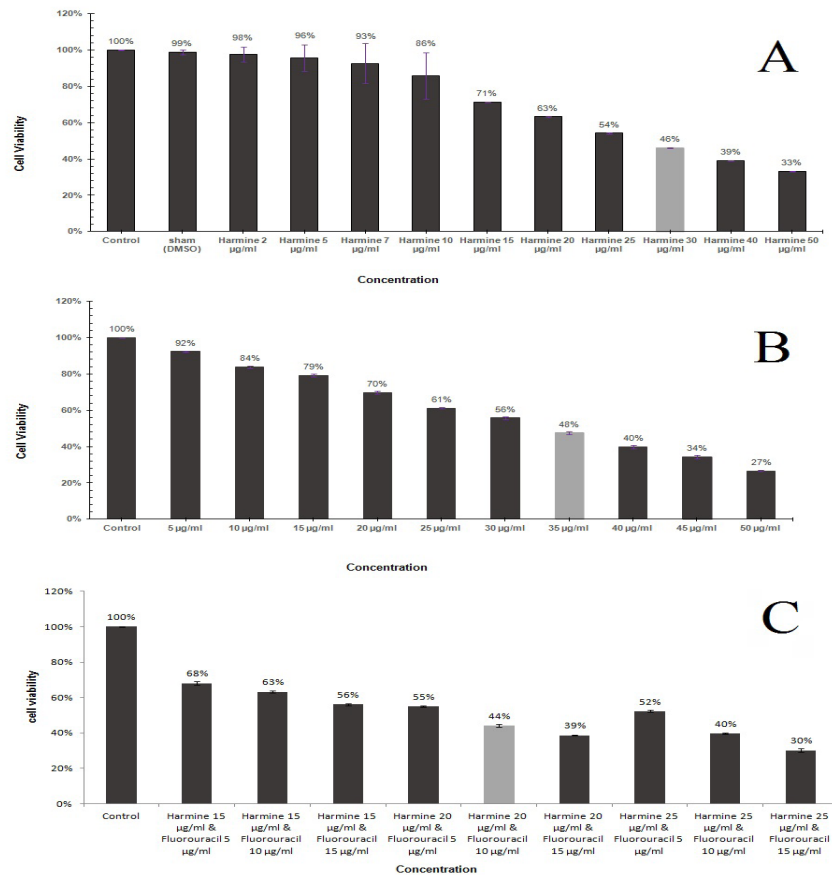 A
120%
100%
80%
60%
40%
20%
0%
Cell Viability
100%
99%
98%
96%
93%
86%
71%
63%
54%
46%
39%
33%
Control
sham (DMSO)
Harmine 2 µg/ml
Harmine 5 µg/ml
Harmine 7 µg/ml
Harmine 10 µg/ml
Harmine 15 µg/ml
Harmine 20 µg/ml
Harmine 25 µg/ml
Harmine 30 µg/ml
Harmine 40 µg/ml
Harmine 50 µg/ml
Concentration
B
120%
100%
80%
60%
40%
20%
0%
Cell Viability
100%
92%
84%
79%
70%
61%
56%
48%
40%
34%
27%
Control
5 µg/ml
10 µg/ml
15 µg/ml
20 µg/ml
25 µg/ml
30 µg/ml
35 µg/ml
40 µg/ml
45 µg/ml
50 µg/ml
Concentration
C
120%
100%
80%
60%
40%
20%
0%
cell viability
100%
68%
63%
56%
55%
44%
39%
52%
40%
30%
Control
Harmine 15
µg/ml &
Fluorouracil 5
µg/ml
Harmine 15
µg/ml &
Fluorouracil
10 µg/ml
Harmine 15
µg/ml &
Fluorouracil
15 µg/ml
Harmine 20
µg/ml &
Fluorouracil 5
µg/ml
Harmine 20
µg/ml &
Fluorouracil
10 µg/ml
Harmine 20
µg/ml &
Fluorouracil
15 µg/ml
Harmine 25
µg/ml &
Fluorouracil 5
µg/ml
Harmine 25
µg/ml &
Fluorouracil
10 µg/ml
Harmine 25
µg/ml &
Fluorouracil
15 µg/ml
Concentration